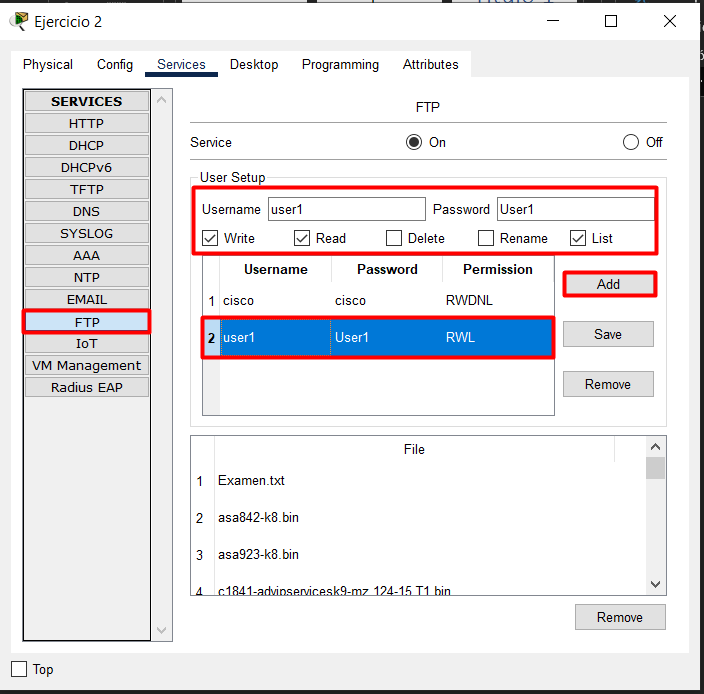 Ejercicio 2
Physical Config Services Desktop Programming Attributes
SERVICES
HTTP
DHCP
DHCPv6
TFTP
DNS
SYSLOG
AAA
NTP
EMAIL
FTP
IoT
VM Management
Radius EAP
FTP
Service On Off
User Setup
Username user1 Password User1
Write Read Delete Rename List
Username Password Permission
1 cisco cisco RWDNL
2 user1 User1 RWL
Add
Save
Remove
File
1 Examen.txt
2 asa842-k8.bin
3 asa923-k8.bin
4 c1841-advipservicesk9-mz.124-15.T1.bin
Remove
Top